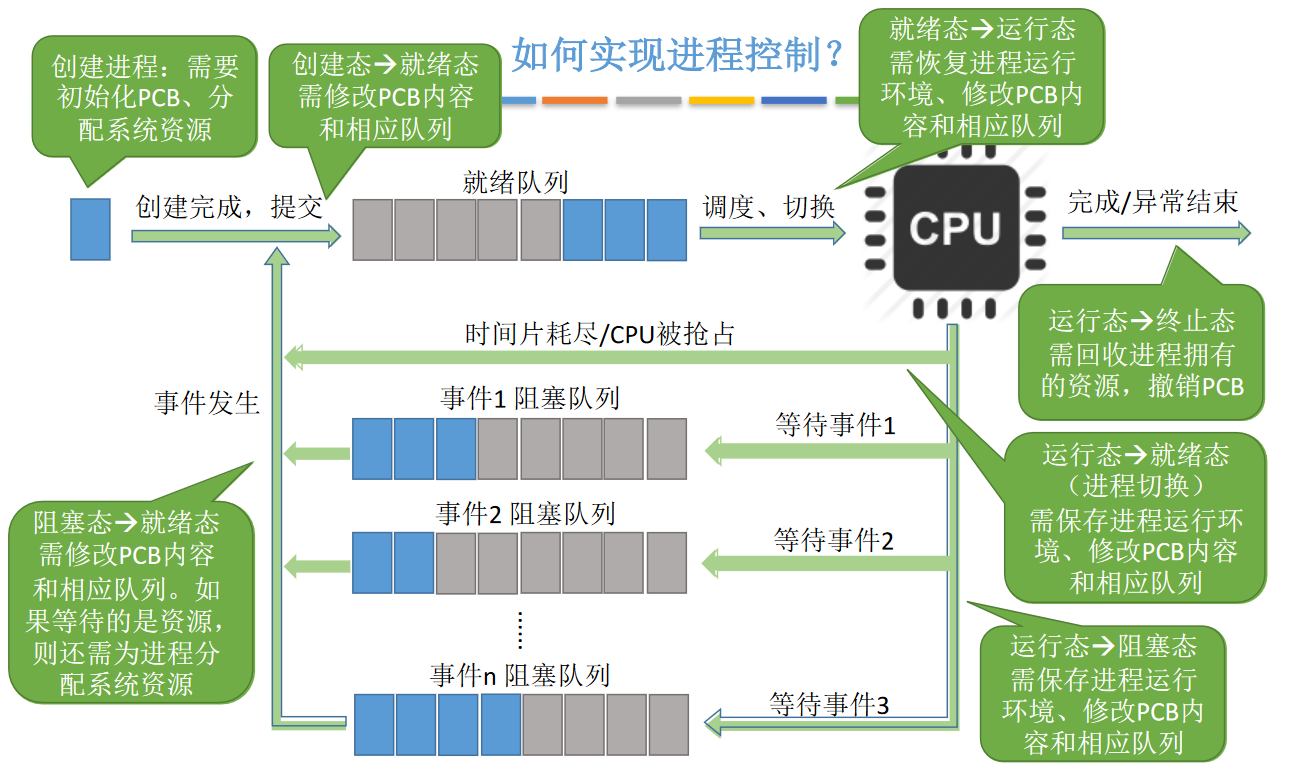 如何实现进程控制？
创建进程：需要
初始化PCB、分
配系统资源
创建态→就绪态
需修改PCB内容
和相应队列
就绪态→运行态
需恢复进程运行
环境、修改PCB内
容和相应队列
创建完成，提交
就绪队列
调度、切换
CPU
完成/异常结束
运行态→终止态
需回收进程拥有
的资源，撤销PCB
时间片耗尽/CPU被抢占
事件发生
事件1 阻塞队列
等待事件1
运行态→就绪态
（进程切换）
需保存进程运行环
境、修改PCB内容
和相应队列
阻塞态→就绪态
需修改PCB内容
和相应队列。如
果等待的是资源，
则还需为进程分
配系统资源
事件2 阻塞队列
等待事件2
……
事件n 阻塞队列
等待事件3
运行态→阻塞态
需保存进程运行
环境、修改PCB内
容和相应队列